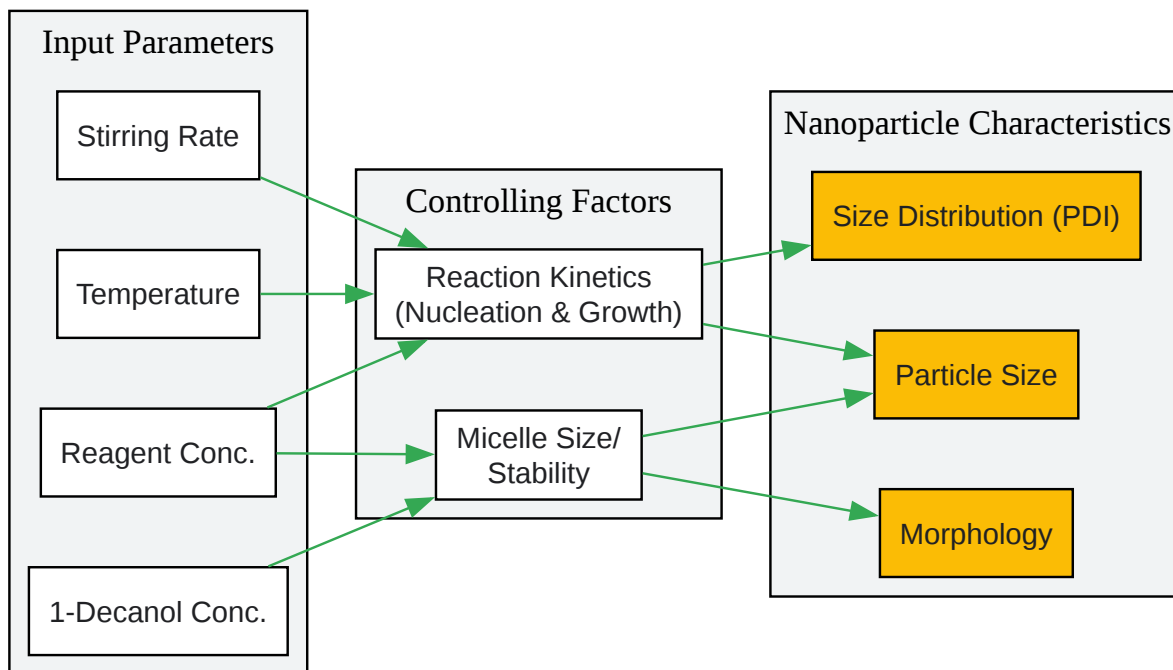 Input Parameters
Stirring Rate
Temperature
Reagent Conc.
1-Decanol Conc.
Controlling Factors
Reaction Kinetics
(Nucleation & Growth)
Micelle Size/
Stability
Nanoparticle Characteristics
Size Distribution (PDI)
Particle Size
Morphology